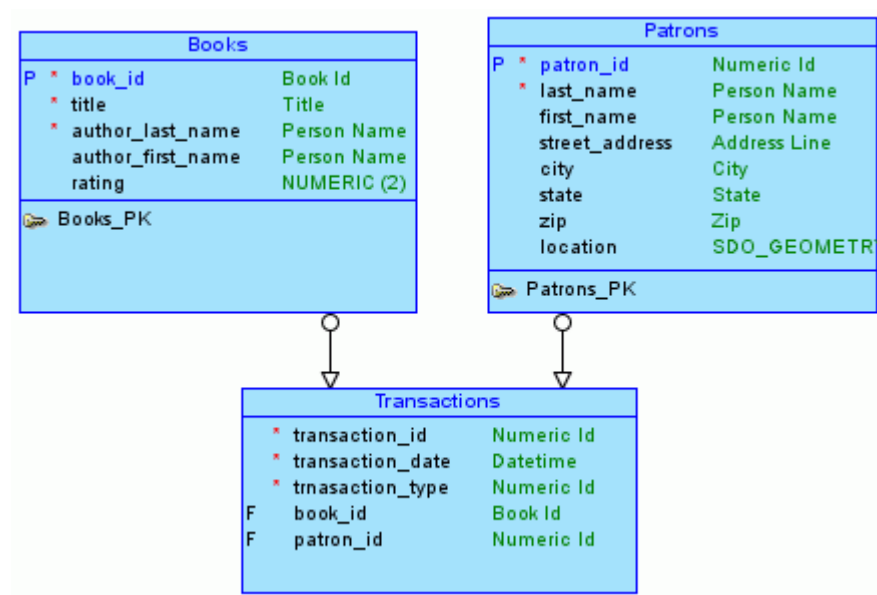 Books
P * book_id Book Id
* title Title
* author_last_name Person Name
author_first_name Person Name
rating NUMERIC (2)
Books_PK
Patrons
P * patron_id Numeric Id
* last_name Person Name
first_name Person Name
street_address Address Line
city City
state State
zip Zip
location SDO_GEOMETR
Patrons_PK
Transactions
* transaction_id Numeric Id
* transaction_date Datetime
* trnasaction_type Numeric Id
F book_id Book Id
F patron_id Numeric Id